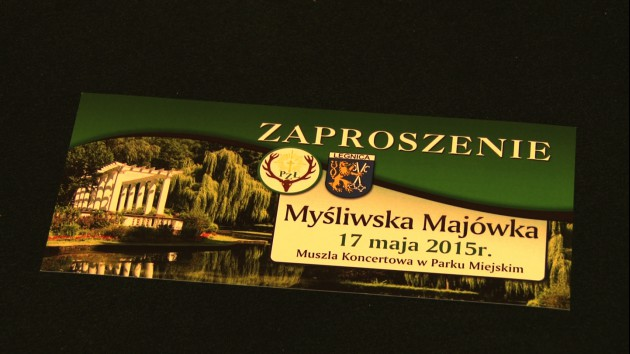 ZAPROSZENIE
PZŁ
LEGNICA
Myśliwska Majówka
17 maja 2015r.
Muszla Koncertowa w Parku Miejskim